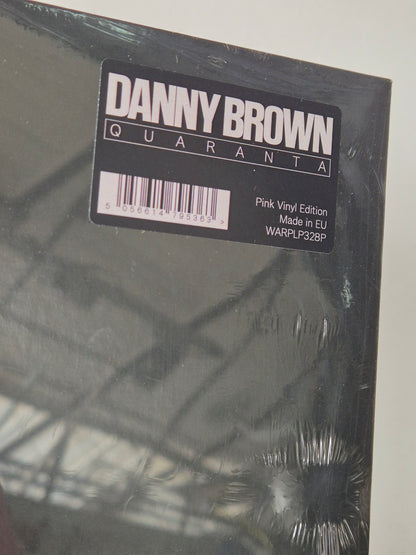 DANNY BROWN
QUARANTA
5 056614 795363 >
Pink Vinyl Edition
Made in EU
WARPLP328P